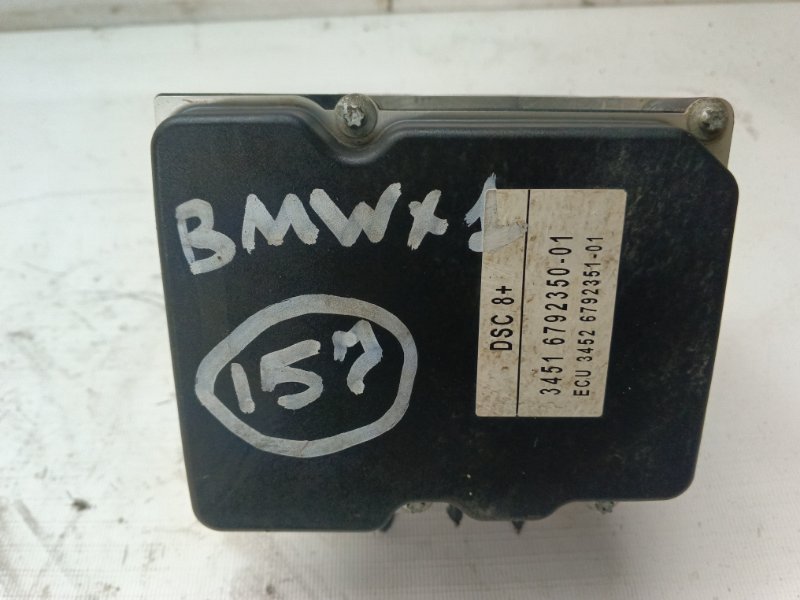 BMW x1
157
DSC 8+
3451 6792350-01
ECU 3452 6792351-01